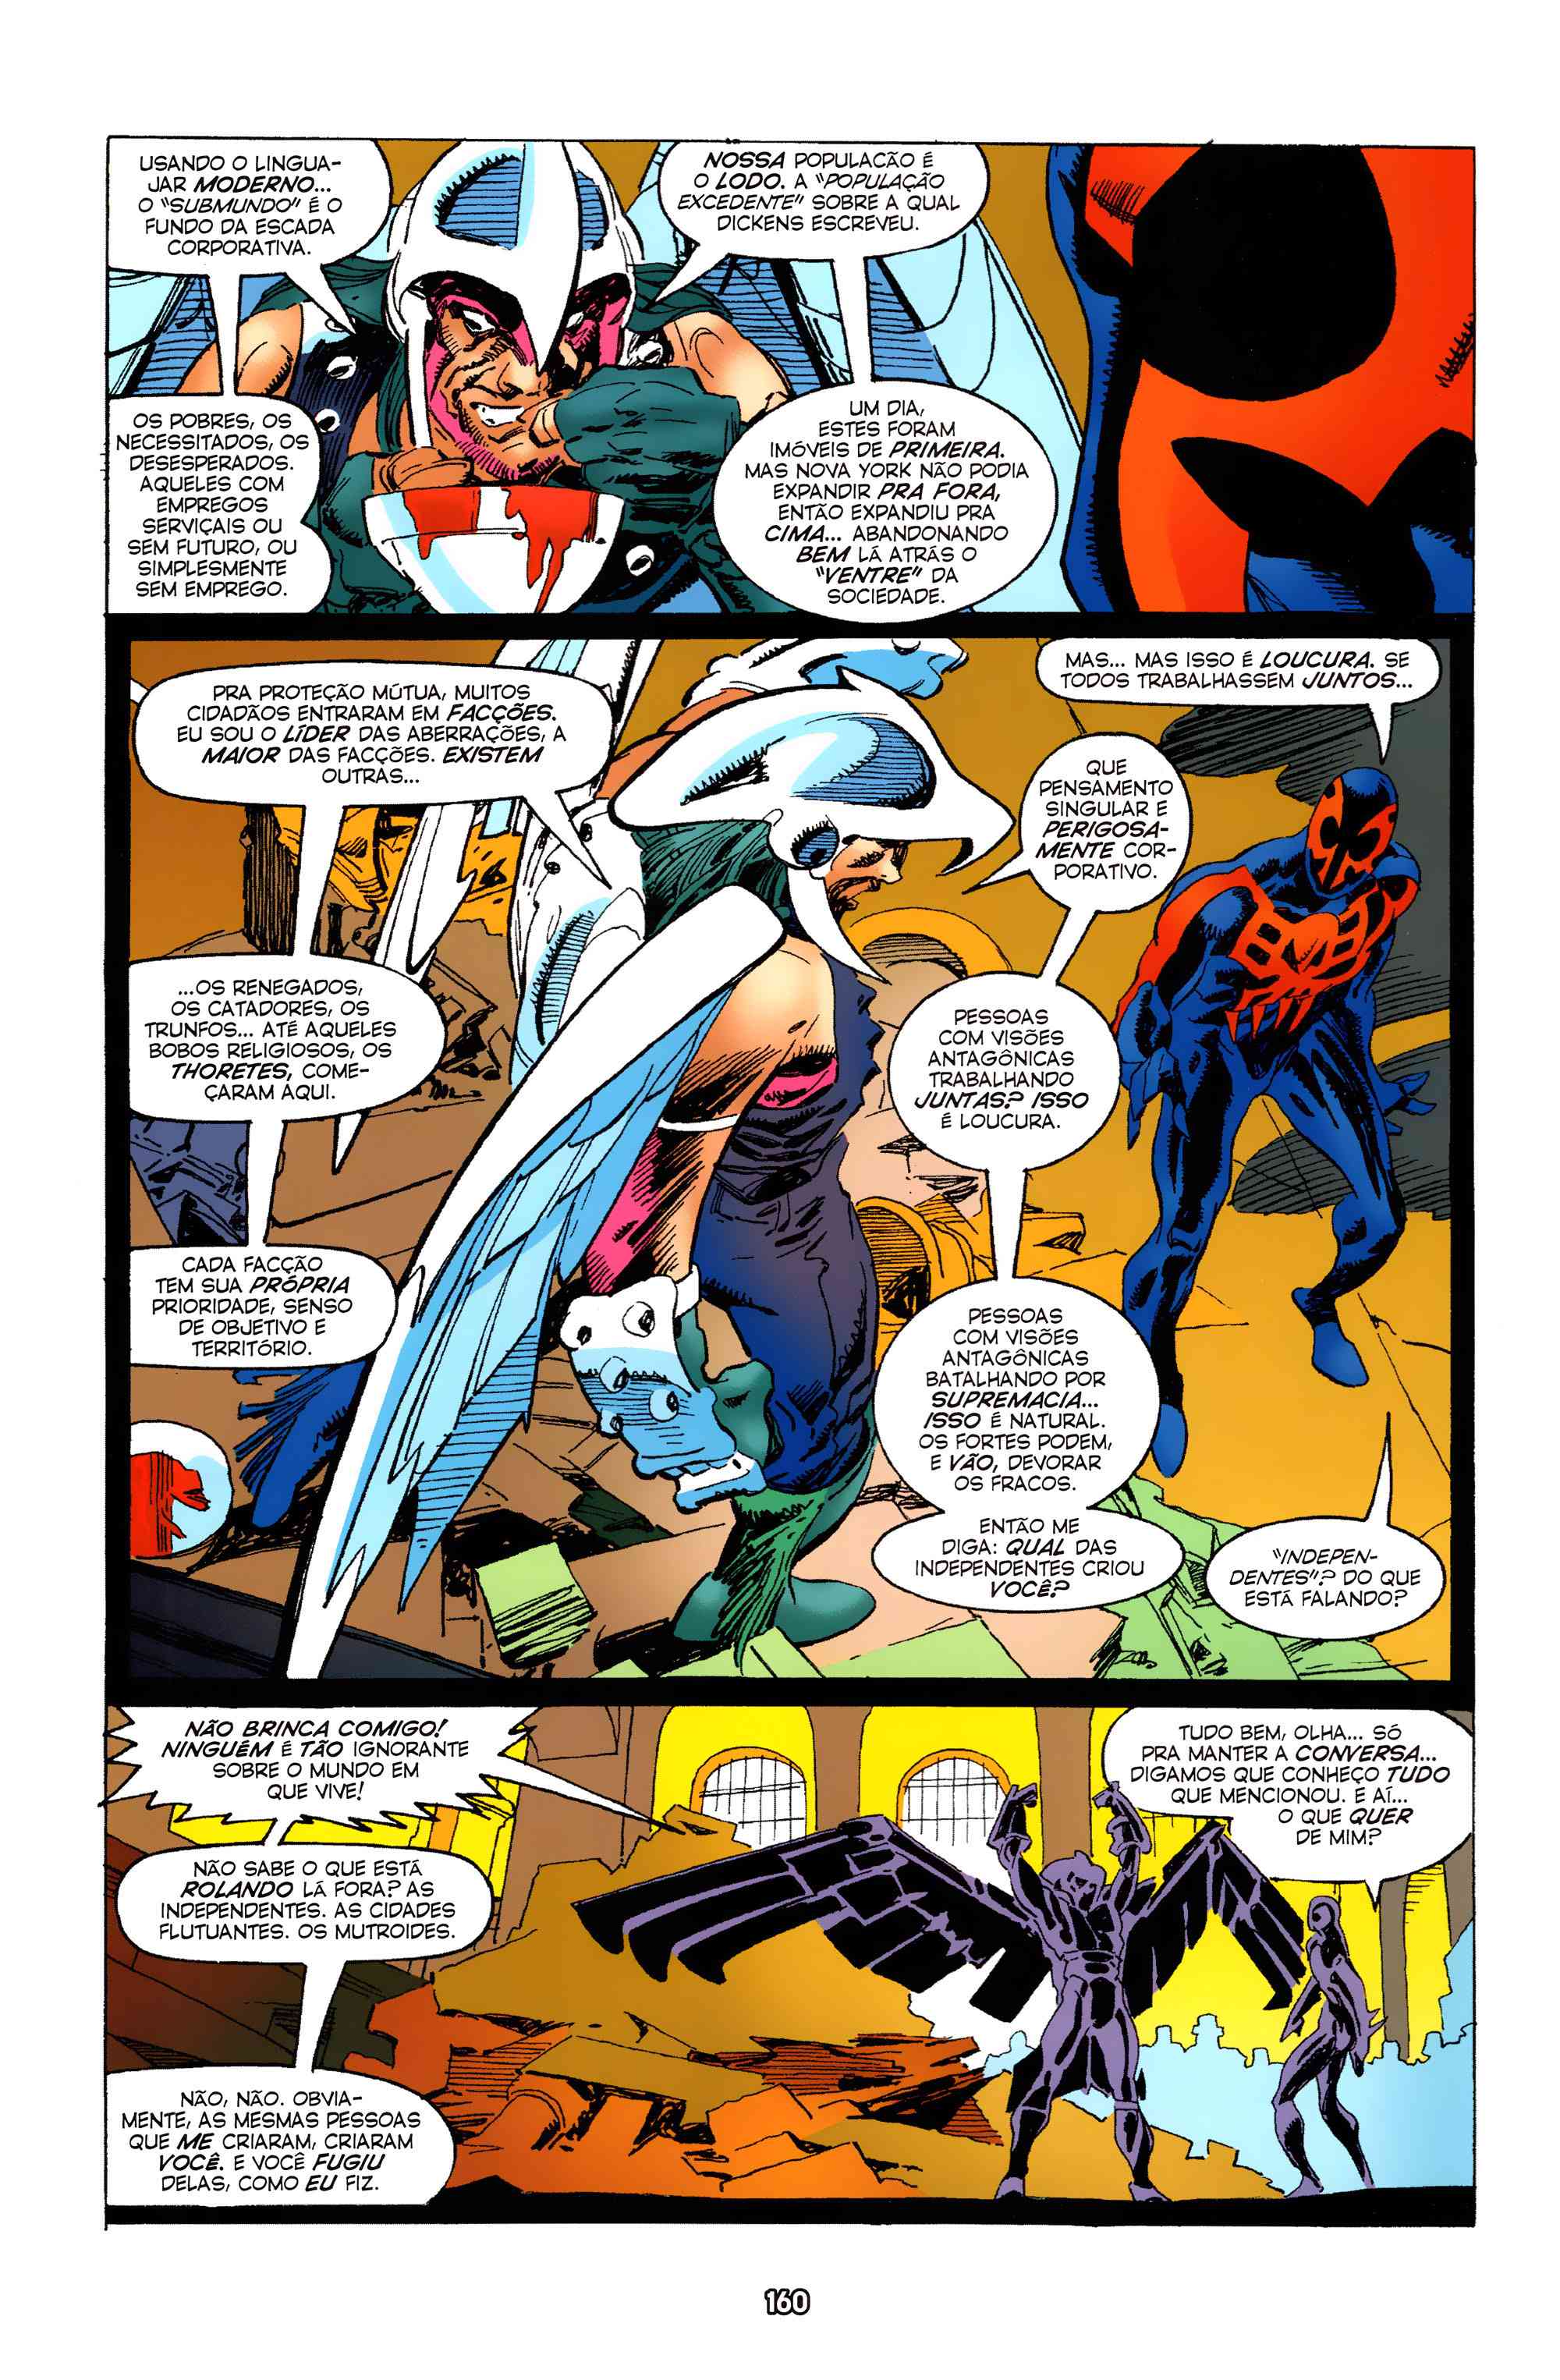 USANDO O LINGUA-
JAR MODERNO...
O "SUBMUNDO" É O
FUNDO DA ESCADA
CORPORATIVA.
OS POBRES, OS
NECESSITADOS, OS
DESESPERADOS.
AQUELES COM
EMPREGOS
SERVIÇAIS OU
SEM FUTURO, OU
SIMPLESMENTE
SEM EMPREGO.
NOSSA POPULACÃO É
O LODO. A "POPULAÇÃO
EXCEDENTE" SOBRE A QUAL
DICKENS ESCREVEU.
UM DIA,
ESTES FORAM
IMÓVEIS DE PRIMEIRA.
MAS NOVA YORK NÃO PODIA
EXPANDIR PRA FORA,
ENTÃO EXPANDIU PRA
CIMA... ABANDONANDO
BEM LÁ ATRÁS O
"VENTRE" DA
SOCIEDADE.
PRA PROTEÇÃO MÚTUA, MUITOS
CIDADÃOS ENTRARAM EM FACÇÕES.
EU SOU O LÍDER DAS ABERRAÇÕES, A
MAIOR DAS FACÇÕES. EXISTEM
OUTRAS...
...OS RENEGADOS,
OS CATADORES, OS
TRUNFOS... ATÉ AQUELES
BOBOS RELIGIOSOS, OS
THORETES, COME-
ÇARAM AQUI.
CADA FACÇÃO
TEM SUA PRÓPRIA
PRIORIDADE, SENSO
DE OBJETIVO E
TERRITÓRIO.
MAS... MAS ISSO É LOUCURA. SE
TODOS TRABALHASSEM JUNTOS...
QUE
PENSAMENTO
SINGULAR E
PERIGOSA-
MENTE COR-
PORATIVO.
PESSOAS
COM VISÕES
ANTAGÔNICAS
TRABALHANDO
JUNTAS? ISSO
É LOUCURA.
PESSOAS
COM VISÕES
ANTAGÔNICAS
BATALHANDO POR
SUPREMACIA...
ISSO É NATURAL.
OS FORTES PODEM,
E VÃO, DEVORAR
OS FRACOS.
ENTÃO ME
DIGA: QUAL DAS
INDEPENDENTES CRIOU
VOCÊ?
"INDEPEN-
DENTES"? DO QUE
ESTÁ FALANDO?
NÃO BRINCA COMIGO!
NINGUÉM É TÃO IGNORANTE
SOBRE O MUNDO EM
QUE VIVE!
NÃO SABE O QUE ESTÁ
ROLANDO LÁ FORA? AS
INDEPENDENTES. AS CIDADES
FLUTUANTES. OS MUTROIDES.
NÃO, NÃO. OBVIA-
MENTE, AS MESMAS PESSOAS
QUE ME CRIARAM, CRIARAM
VOCÊ. E VOCÊ FUGIU
DELAS, COMO EU FIZ.
TUDO BEM, OLHA... SÓ
PRA MANTER A CONVERSA...
DIGAMOS QUE CONHEÇO TUDO
QUE MENCIONOU. E AÍ...
O QUE QUER
DE MIM?
160